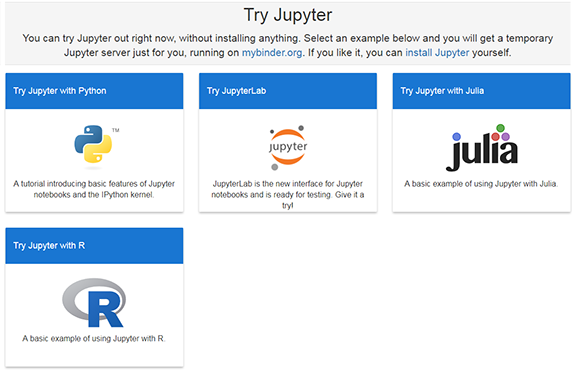 Try Jupyter
You can try Jupyter out right now, without installing anything. Select an example below and you will get a temporary
Jupyter server just for you, running on mybinder.org. If you like it, you can install Jupyter yourself.
Try Jupyter with Python
TM
A tutorial introducing basic features of Jupyter
notebooks and the IPython kernel.
Try JupyterLab
jupyter
JupyterLab is the new interface for Jupyter
notebooks and is ready for testing. Give it a
try!
Try Jupyter with Julia
julia
A basic example of using Jupyter with Julia.
Try Jupyter with R
R
A basic example of using Jupyter with R.